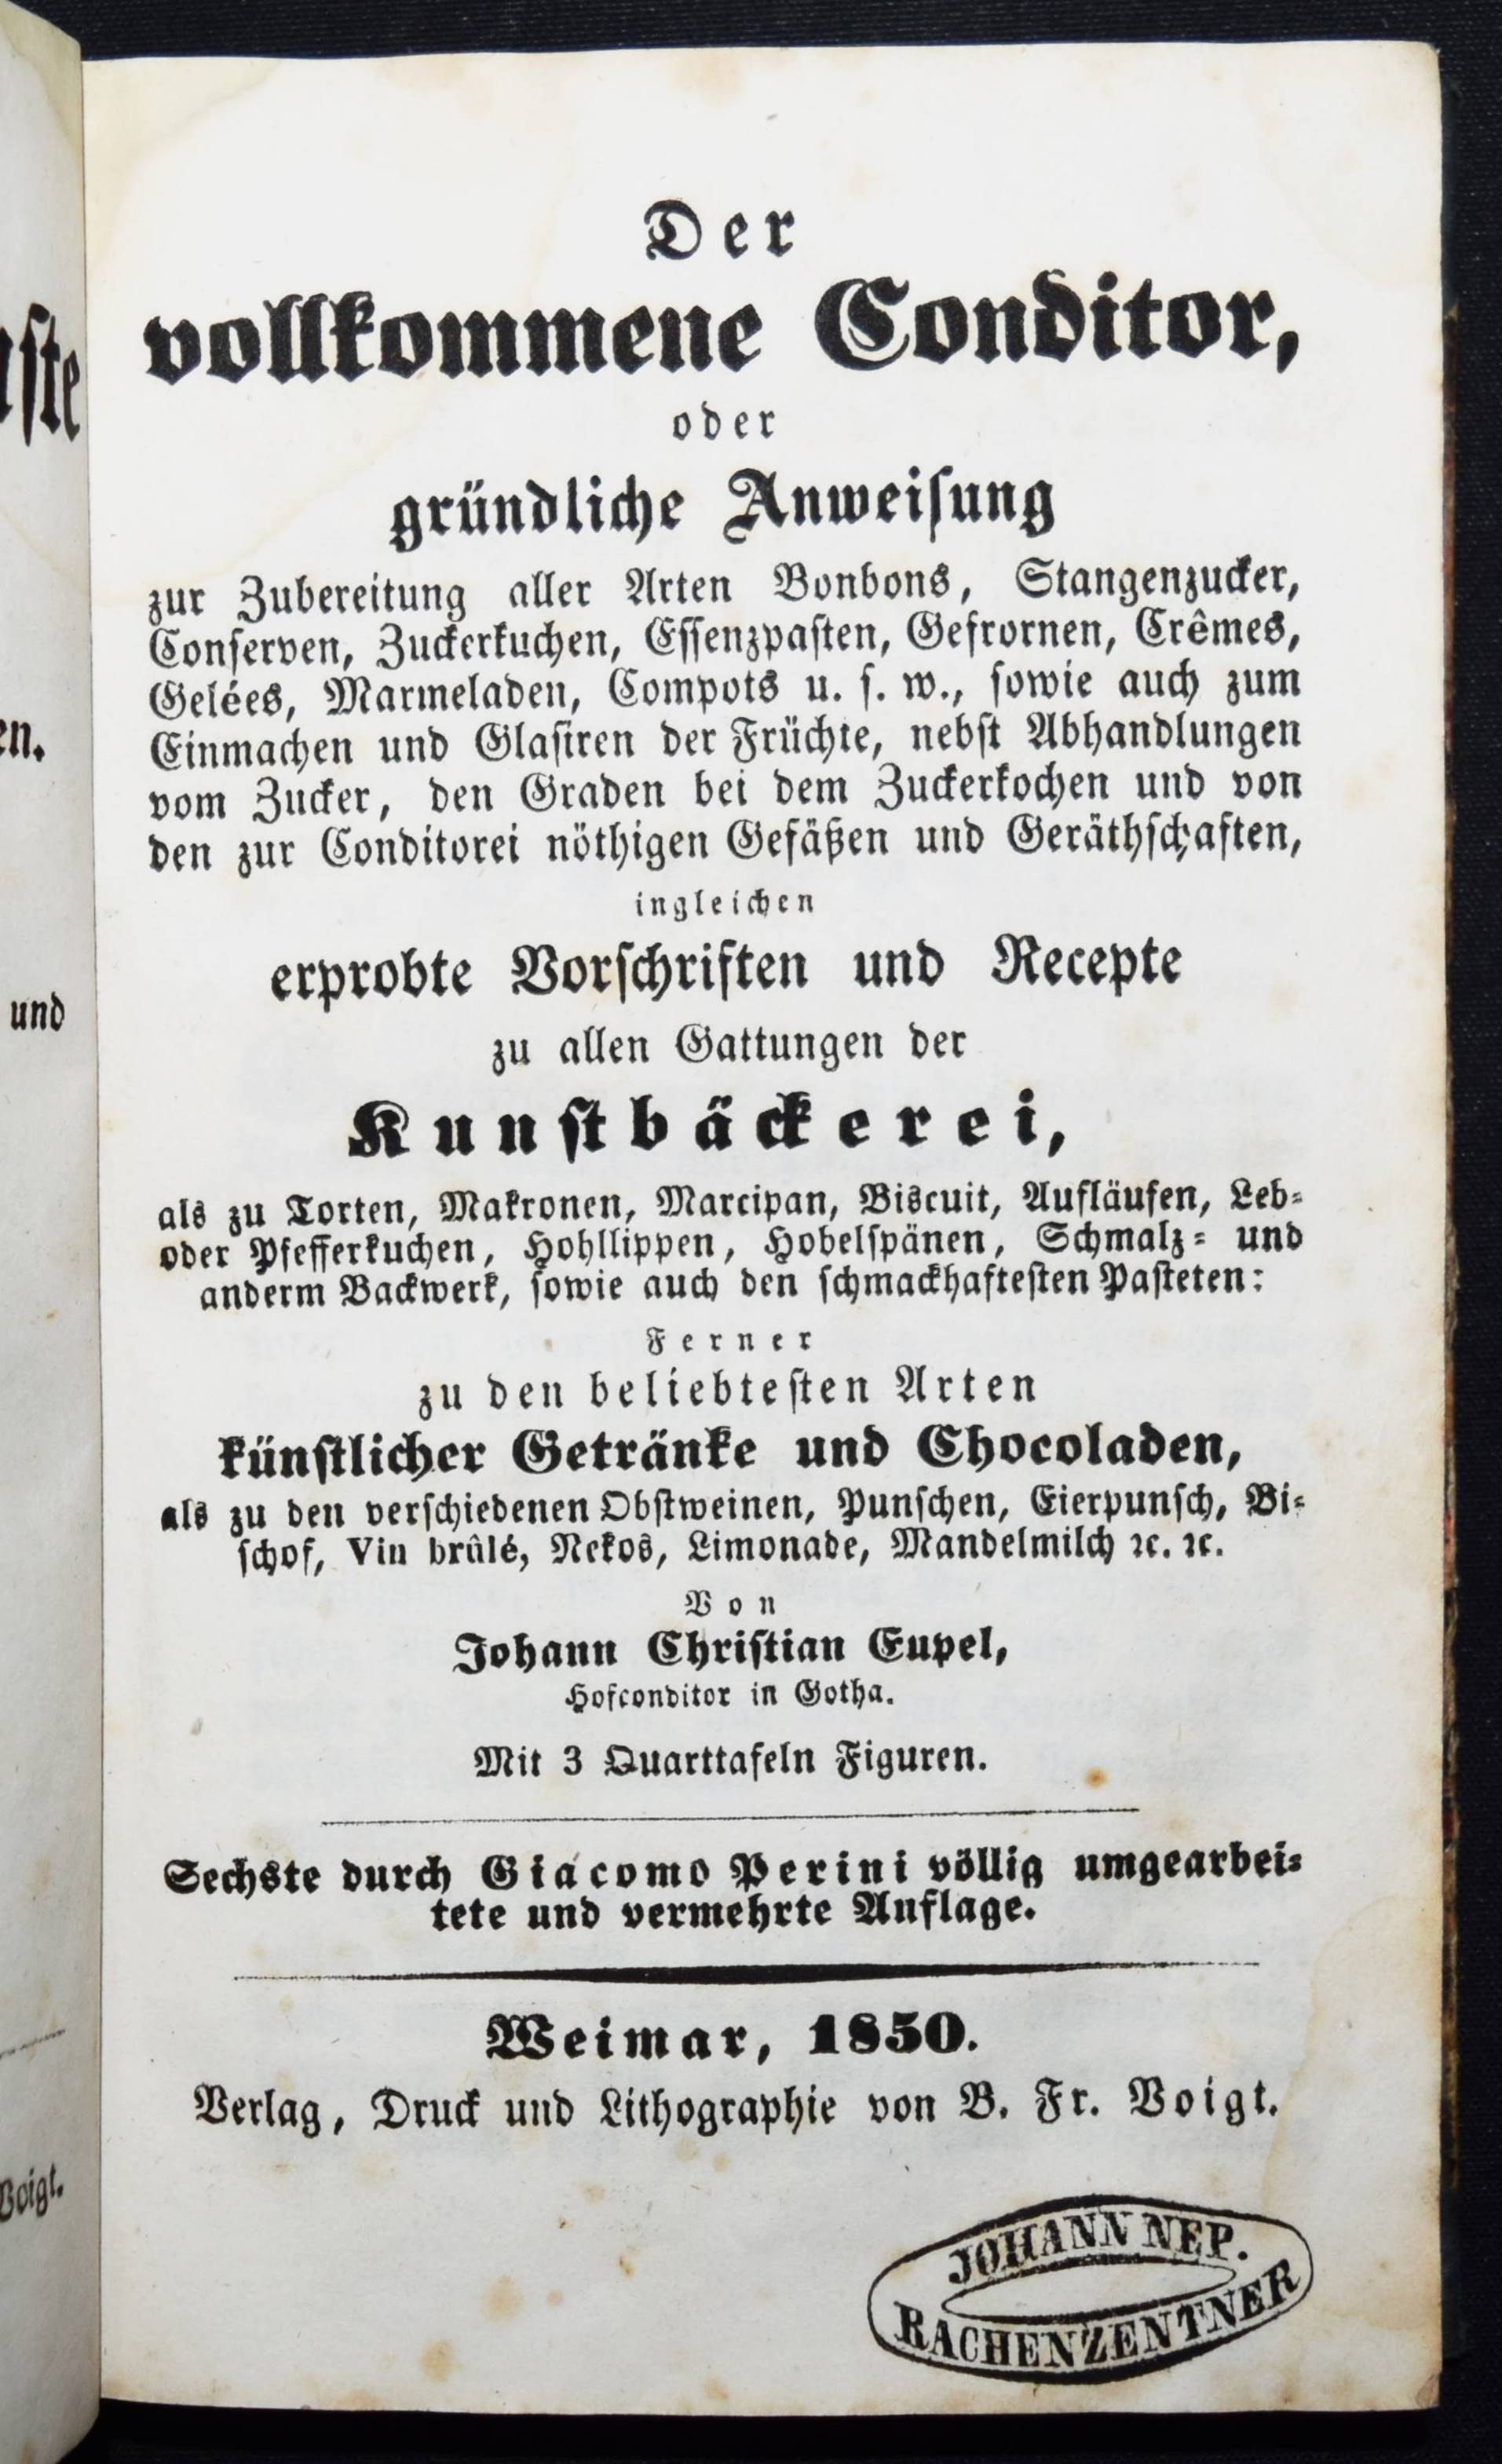 Der
vollkommene Conditor,
oder
gründliche Anweiſung
zur Zubereitung aller Arten Bonbons, Stangenzucker,
Conſerven, Zuckerkuchen, Eſſenzpaſten, Gefrornen, Crêmes,
Gelées, Marmeladen, Compots u. ſ. w., ſowie auch zum
Einmachen und Glaſiren der Früchte, nebſt Abhandlungen
vom Zucker, den Graden bei dem Zuckerkochen und von
den zur Conditorei nöthigen Gefäßen und Geräthſchaften,
ingleichen
erprobte Vorſchriften und Recepte
zu allen Gattungen der
Kunſtbäckerei,
als zu Torten, Makronen, Marcipan, Biscuit, Aufläufen, Leb-
oder Pfefferkuchen, Hohllippen, Hobelſpänen, Schmalz- und
anderm Backwerk, ſowie auch den ſchmackhafteſten Paſteten:
Ferner
zu den beliebteſten Arten
künſtlicher Getränke und Chocoladen,
als zu den verſchiedenen Obſtweinen, Punſchen, Eierpunſch, Bi-
ſchof, Vin brûlé, Nekos, Limonade, Mandelmilch ꝛc. ꝛc.
Von
Johann Chriſtian Eupel,
Hofconditor in Gotha.
Mit 3 Quarttafeln Figuren.
Sechste durch Giacomo Perini völlig umgearbei-
tete und vermehrte Auflage.
Weimar, 1850.
Verlag, Druck und Lithographie von B. Fr. Voigt.
JOHANN NEP.
RACHENZENTNER
en.
und
Voigt.